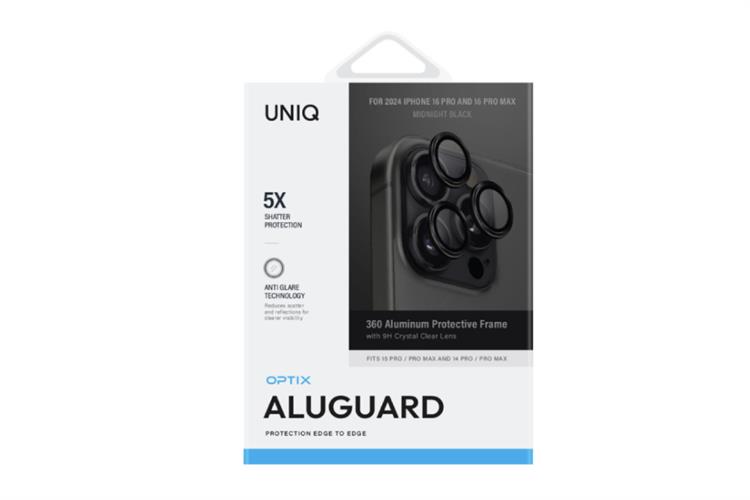 UNIQ
FOR 2024 IPHONE 16 PRO AND 16 PRO MAX
MIDNIGHT BLACK
5X
SHATTER
PROTECTION
ANTI GLARE
TECHNOLOGY
Reduces scatter
and reflections for
clearer visibility
360 Aluminum Protective Frame
with 9H Crystal Clear Lens
FITS 15 PRO / PRO MAX AND 14 PRO / PRO MAX
OPTIX
ALUGUARD
PROTECTION EDGE TO EDGE